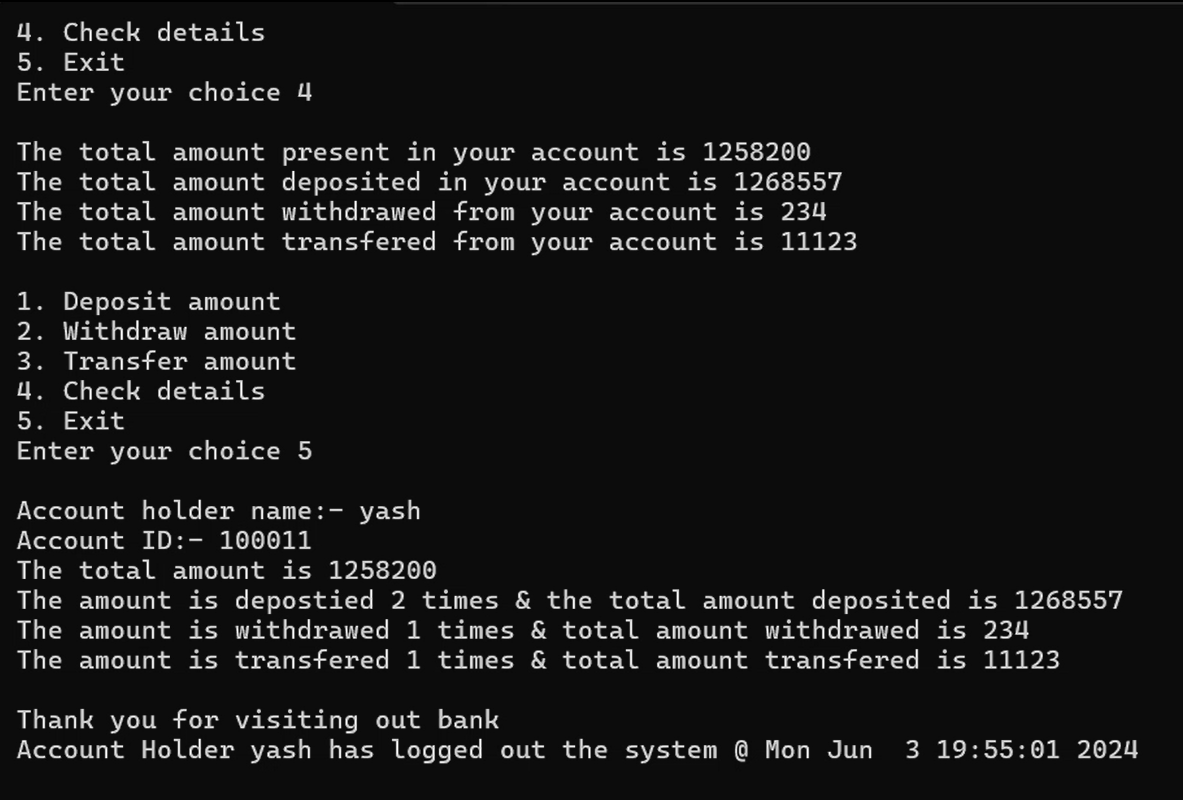 4. Check details
5. Exit
Enter your choice 4
The total amount present in your account is 1258200
The total amount deposited in your account is 1268557
The total amount withdrawed from your account is 234
The total amount transfered from your account is 11123
1. Deposit amount
2. Withdraw amount
3. Transfer amount
4. Check details
5. Exit
Enter your choice 5
Account holder name:- yash
Account ID:- 100011
The total amount is 1258200
The amount is depostied 2 times & the total amount deposited is 1268557
The amount is withdrawed 1 times & total amount withdrawed is 234
The amount is transfered 1 times & total amount transfered is 11123
Thank you for visiting out bank
Account Holder yash has logged out the system @ Mon Jun  3 19:55:01 2024